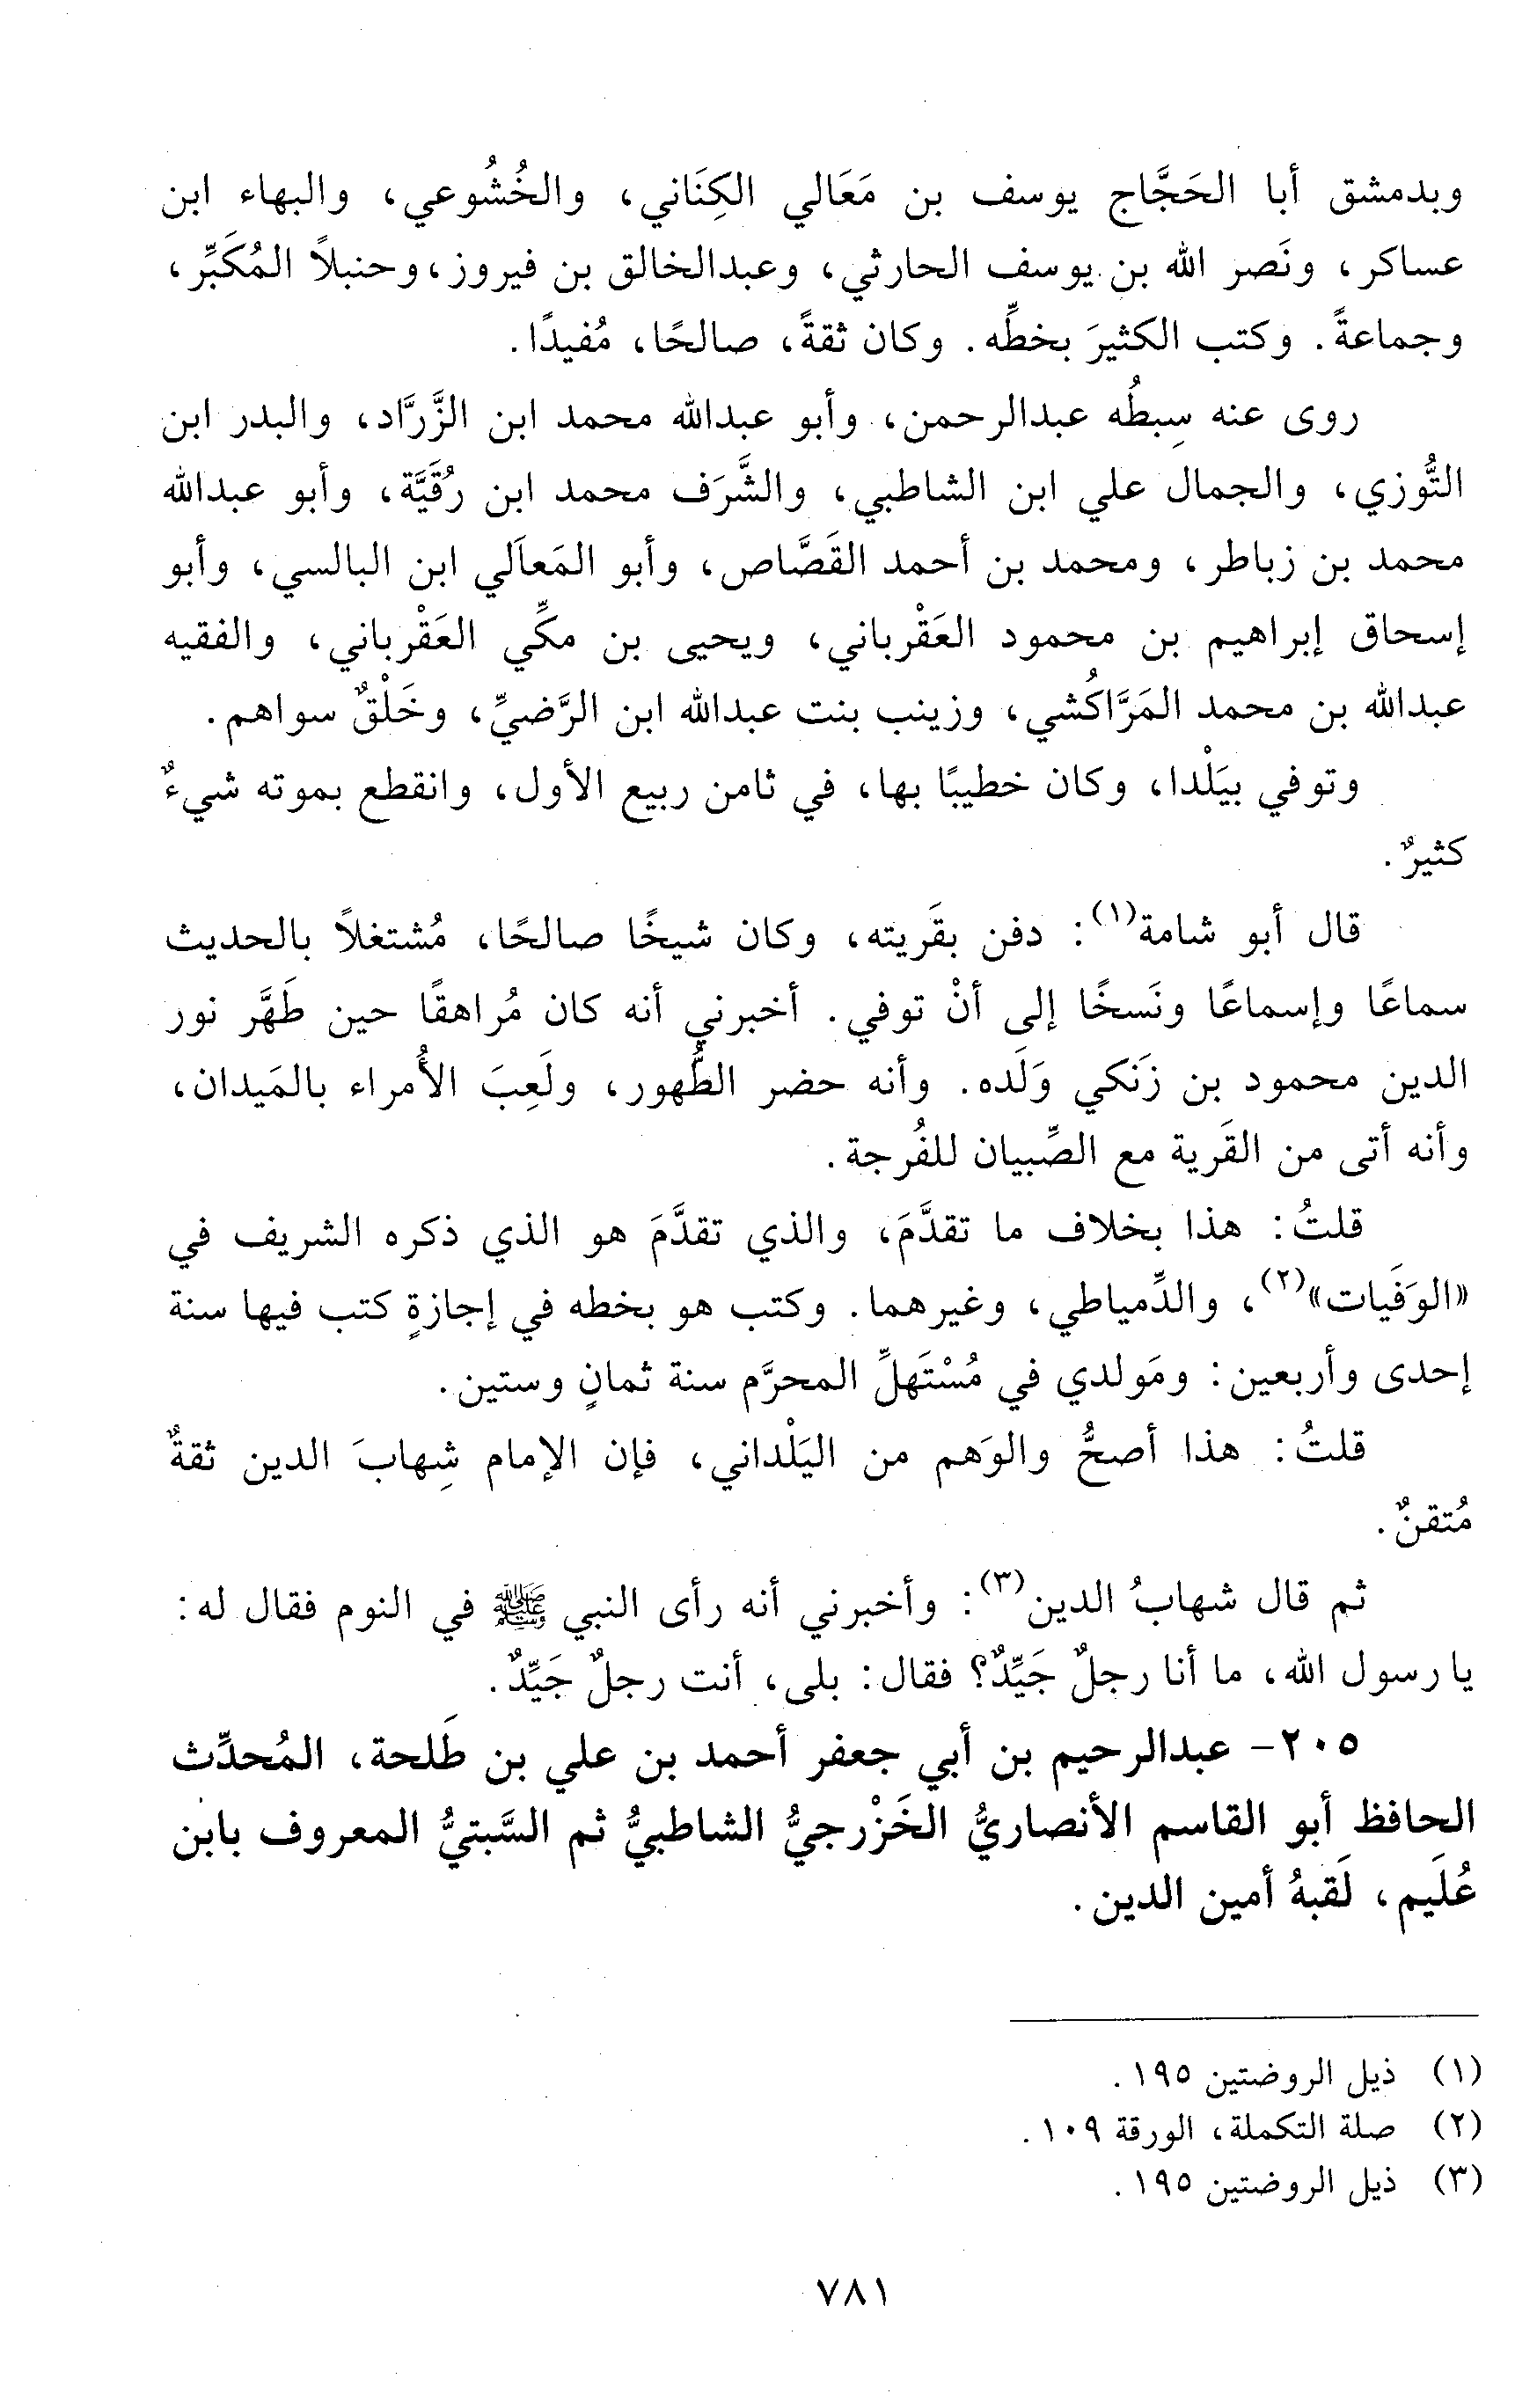 وبدمشق أبا الحَجَّاج يوسف بن مَعَالي الكِنَاني، والخُشُوعي، والبهاء ابن
عساكر، ونَصر الله بن يوسف الحارثي، وعبدالخالق بن فيروز، وحنبلاً المُكَبِّر،
وجماعةً. وكتب الكثيرَ بخطِّه. وكان ثقةً، صالحًا، مُفيدًا.
روى عنه سِبطُه عبدالرحمن، وأبو عبدالله محمد ابن الزَّرَّاد، والبدر ابن
التُّوزي، والجمال علي ابن الشاطبي، والشَّرَف محمد ابن رُقَيَّة، وأبو عبدالله
محمد بن زباطر، ومحمد بن أحمد القَصَّاص، وأبو المَعَالي ابن البالسي، وأبو
إسحاق إبراهيم بن محمود العَقْرباني، ويحيى بن مكِّي العَقْرباني، والفقيه
عبدالله بن محمد المَرَّاكُشي، وزينب بنت عبدالله ابن الرَّضيِّ، وخَلْقٌ سواهم.
وتوفي بيَلْدا، وكان خطيبًا بها، في ثامن ربيع الأول، وانقطع بموته شيءٌ
كثيرٌ.
قال أبو شامة(١): دفن بقَريته، وكان شيخًا صالحًا، مُشتغلاً بالحديث
سماعًا وإسماعًا ونَسخًا إلى أنْ توفي. أخبرني أنه كان مُراهقًا حين طَهَّر نور
الدين محمود بن زَنكي وَلَده. وأنه حضر الطُّهور، ولَعِبَ الأُمراء بالمَيدان،
وأنه أتى من القَرية مع الصِّبيان للفُرجة.
قلتُ: هذا بخلاف ما تقدَّمَ، والذي تقدَّمَ هو الذي ذكره الشريف في
«الوَفَيات»(٢)، والدِّمياطي، وغيرهما. وكتب هو بخطه في إجازةٍ كتب فيها سنة
إحدى وأربعين: ومَولدي في مُسْتَهلِّ المحرَّم سنة ثمانٍ وستين.
قلتُ: هذا أصحُّ والوَهم من اليَلْداني، فإن الإمام شِهابَ الدين ثقةٌ
مُتقنٌ.
ثم قال شهابُ الدين(٣): وأخبرني أنه رأى النبي ﷺ في النوم فقال له:
يا رسول الله، ما أنا رجلٌ جَيِّدٌ؟ فقال: بلى، أنت رجلٌ جَيِّدٌ.
٢٠٥- عبدالرحيم بن أبي جعفر أحمد بن علي بن طَلحة، المُحدِّث
الحافظ أبو القاسم الأنصاريُّ الخَزْرجيُّ الشاطبيُّ ثم السَّبتيُّ المعروف بابن
عُلَيم، لَقبهُ أمين الدين.
(١) ذيل الروضتين ١٩٥.
(٢) صلة التكملة، الورقة ١٠٩.
(٣) ذيل الروضتين ١٩٥.
٧٨١